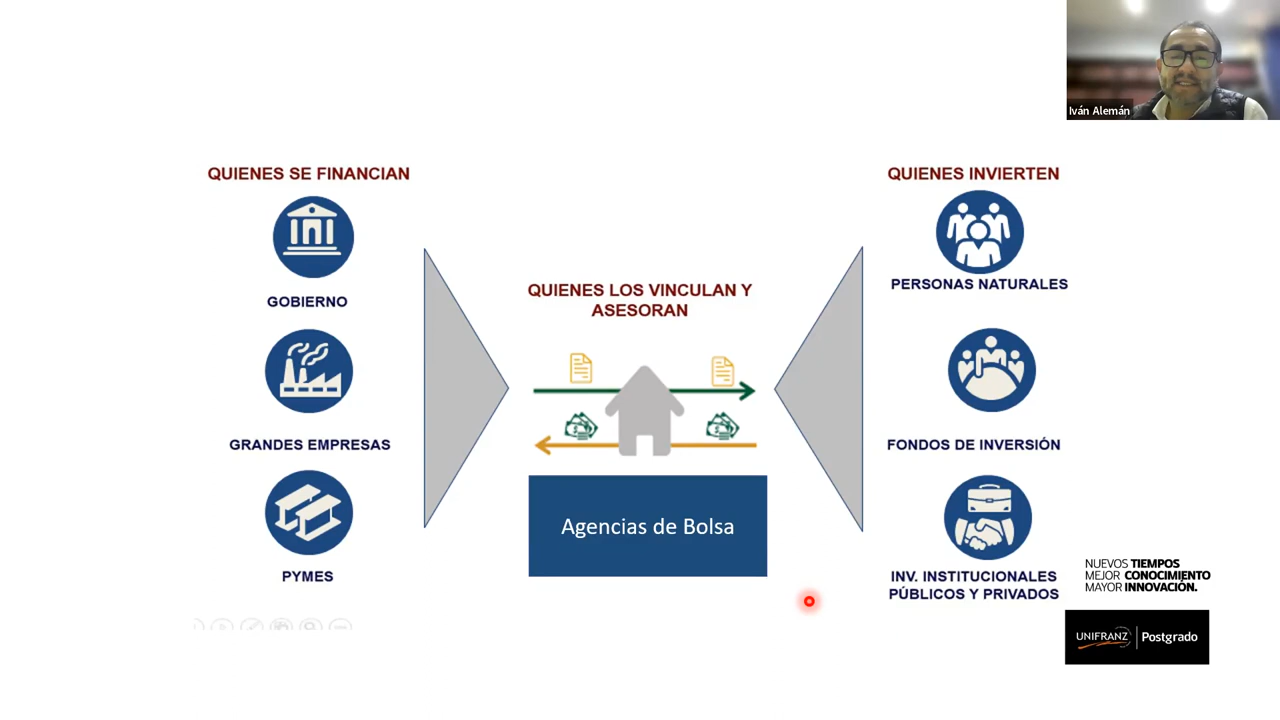 Iván Alemán
QUIENES SE FINANCIAN
GOBIERNO
GRANDES EMPRESAS
PYMES
QUIENES LOS VINCULAN Y
ASESORAN
Agencias de Bolsa
QUIENES INVIERTEN
PERSONAS NATURALES
FONDOS DE INVERSIÓN
INV. INSTITUCIONALES
PÚBLICOS Y PRIVADOS
NUEVOS TIEMPOS
MEJOR CONOCIMIENTO
MAYOR INNOVACIÓN.
UNIFRANZ Postgrado